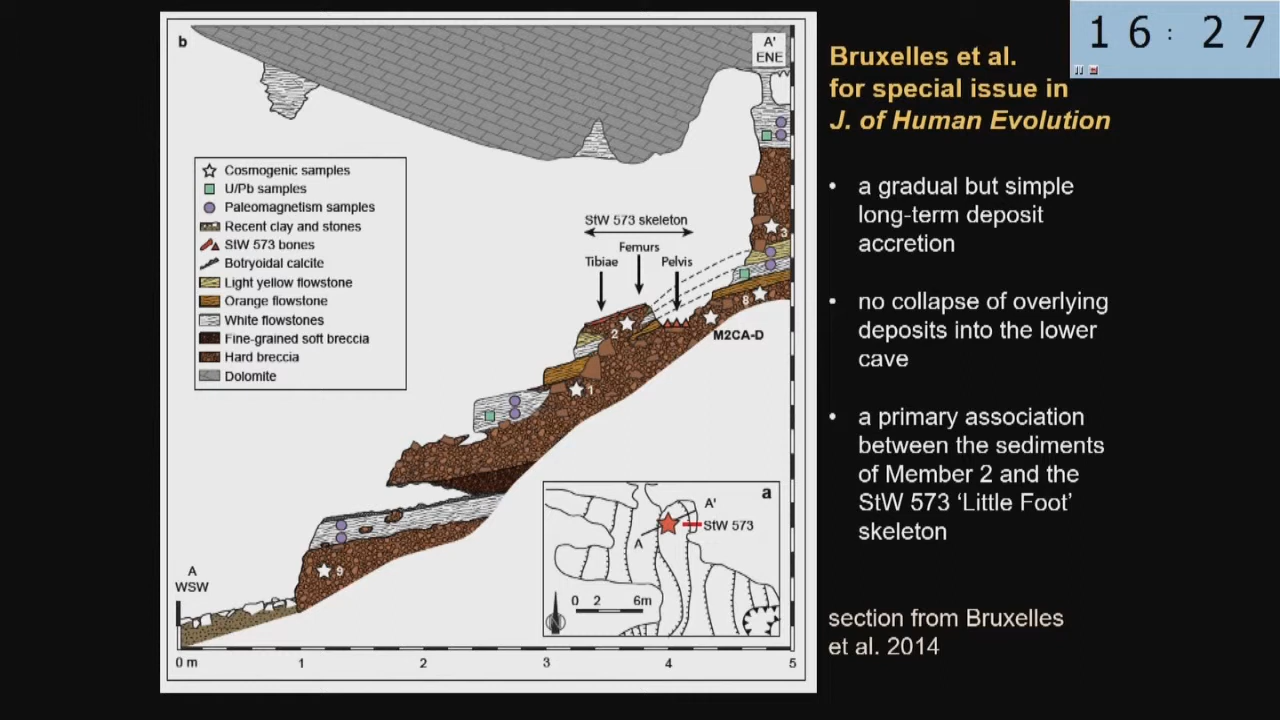 16:27
b
A'
ENE
Cosmogenic samples
U/Pb samples
Paleomagnetism samples
Recent clay and stones
StW 573 bones
Botryoidal calcite
Light yellow flowstone
Orange flowstone
White flowstones
Fine-grained soft breccia
Hard breccia
Dolomite
StW 573 skeleton
Femurs
Tibiae
Pelvis
3
8
2
M2CA-D
1
9
A
WSW
a
A'
StW 573
A
0 2 6m
N
0 m 1 2 3 4 5
Bruxelles et al.
for special issue in
J. of Human Evolution
• a gradual but simple
long-term deposit
accretion
• no collapse of overlying
deposits into the lower
cave
• a primary association
between the sediments
of Member 2 and the
StW 573 ‘Little Foot’
skeleton
section from Bruxelles
et al. 2014